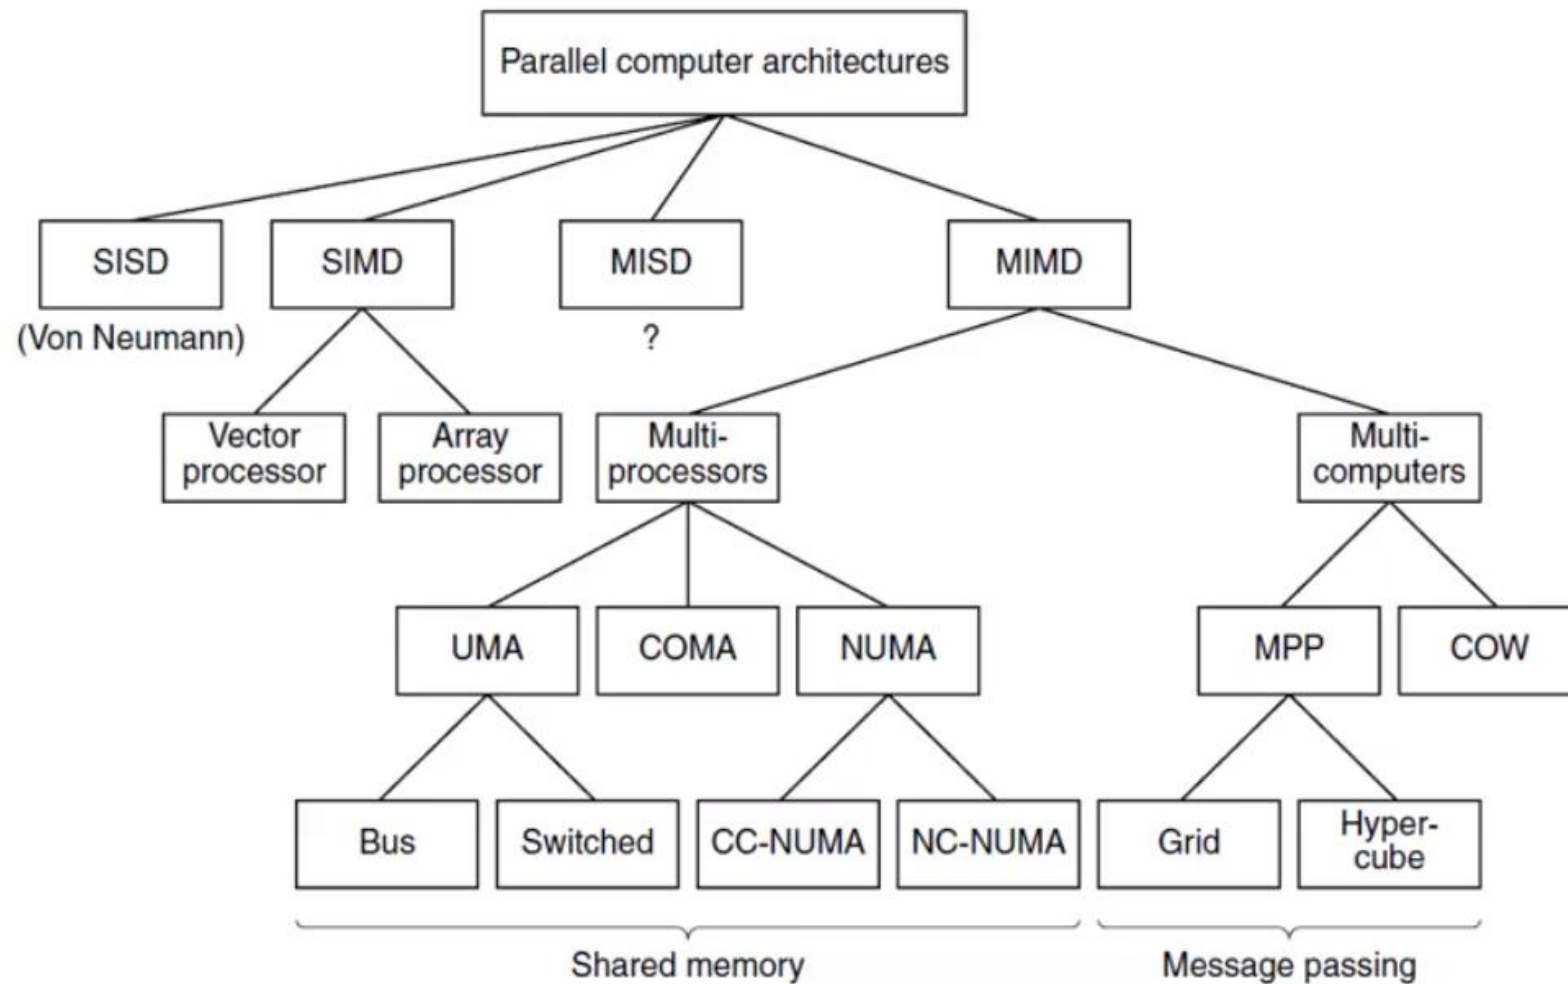 Parallel computer architectures
SISD
SIMD
MISD
MIMD
(Von Neumann)
?
Vector
processor
Array
processor
Multi-
processors
Multi-
computers
UMA
COMA
NUMA
MPP
COW
Bus
Switched
CC-NUMA
NC-NUMA
Grid
Hyper-
cube
Shared memory
Message passing